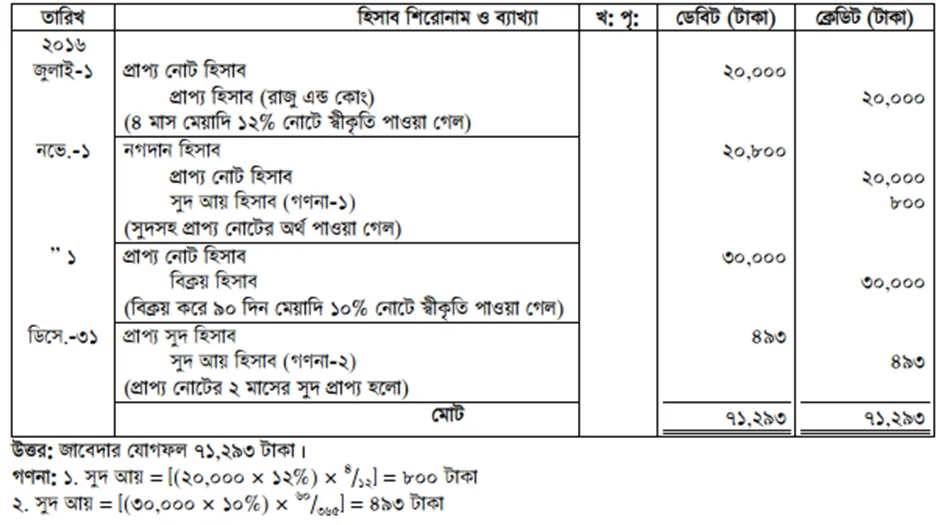 তারিখ হিসাব শিরোনাম ও ব্যাখ্যা খ: পৃ: ডেবিট (টাকা) ক্রেডিট (টাকা)
২০১৬
জুলাই-১ প্রাপ্য নোট হিসাব ২০,০০০
প্রাপ্য হিসাব (রাজু এন্ড কোং) ২০,০০০
(৪ মাস মেয়াদি ১২% নোটে স্বীকৃতি পাওয়া গেল)
নভে.-১ নগদান হিসাব ২০,৮০০
প্রাপ্য নোট হিসাব ২০,০০০
সুদ আয় হিসাব (গণনা-১) ৮০০
(সুদসহ প্রাপ্য নোটের অর্থ পাওয়া গেল)
” ১ প্রাপ্য নোট হিসাব ৩০,০০০
বিক্রয় হিসাব ৩০,০০০
(বিক্রয় করে ৯০ দিন মেয়াদি ১০% নোটে স্বীকৃতি পাওয়া গেল)
ডিসে.-৩১ প্রাপ্য সুদ হিসাব ৪৯৩
সুদ আয় হিসাব (গণনা-২) ৪৯৩
(প্রাপ্য নোটের ২ মাসের সুদ প্রাপ্য হলো)
মোট ৭১,২৯৩ ৭১,২৯৩
উত্তর: জাবেদার যোগফল ৭১,২৯৩ টাকা।
গণনা: ১. সুদ আয় = [(২০,০০০ × ১২%) × ৪/১২] = ৮০০ টাকা
২. সুদ আয় = [(৩০,০০০ × ১০%) × ৬০/৩৬৫] = ৪৯৩ টাকা